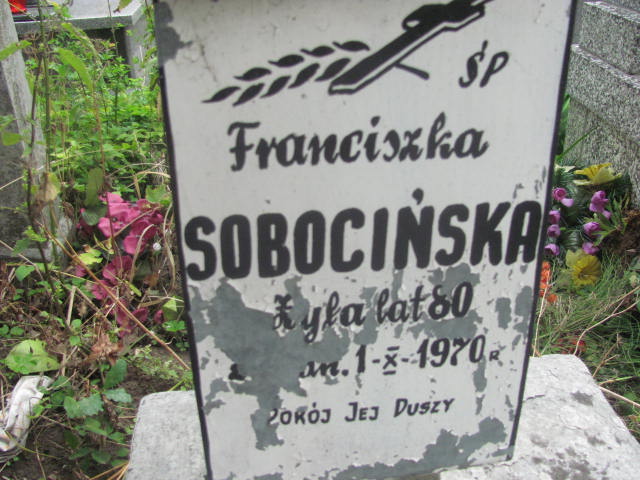 ŚP
Franciszka
SOBOCIŃSKA
Żyła lat 80
1-X-1970 R
POKÓJ JEJ DUSZY